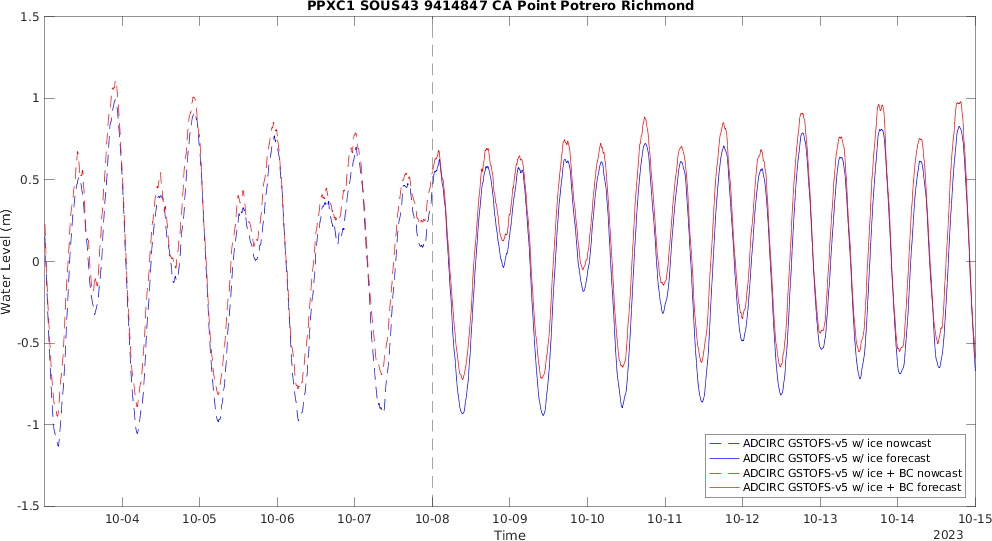 PPXC1 SOUS43 9414847 CA Point Potrero Richmond
1.5
1
0.5
0
-0.5
-1
-1.5
Water Level (m)
10-04 10-05 10-06 10-07 10-08 10-09 10-10 10-11 10-12 10-13 10-14 10-15
Time
2023
ADCIRC GSTOFS-v5 w/ ice nowcast
ADCIRC GSTOFS-v5 w/ ice forecast
ADCIRC GSTOFS-v5 w/ ice + BC nowcast
ADCIRC GSTOFS-v5 w/ ice + BC forecast